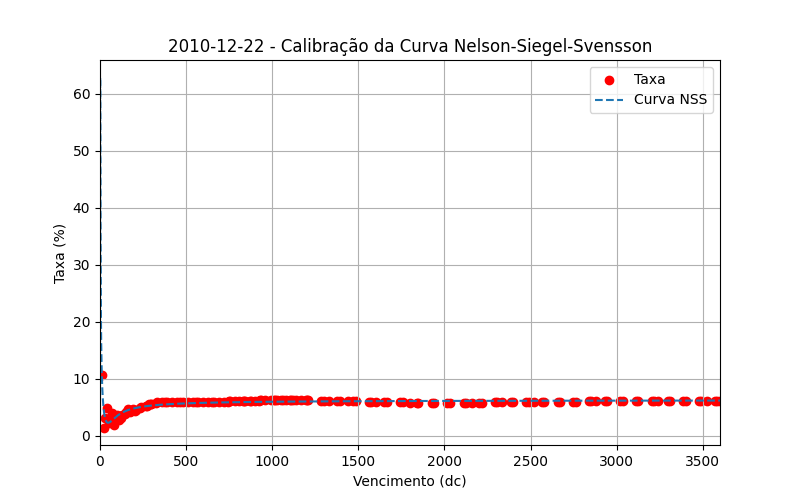 2010-12-22 - Calibração da Curva Nelson-Siegel-Svensson
Taxa
Curva NSS
Taxa (%)
60
50
40
30
20
10
0
0 500 1000 1500 2000 2500 3000 3500
Vencimento (dc)